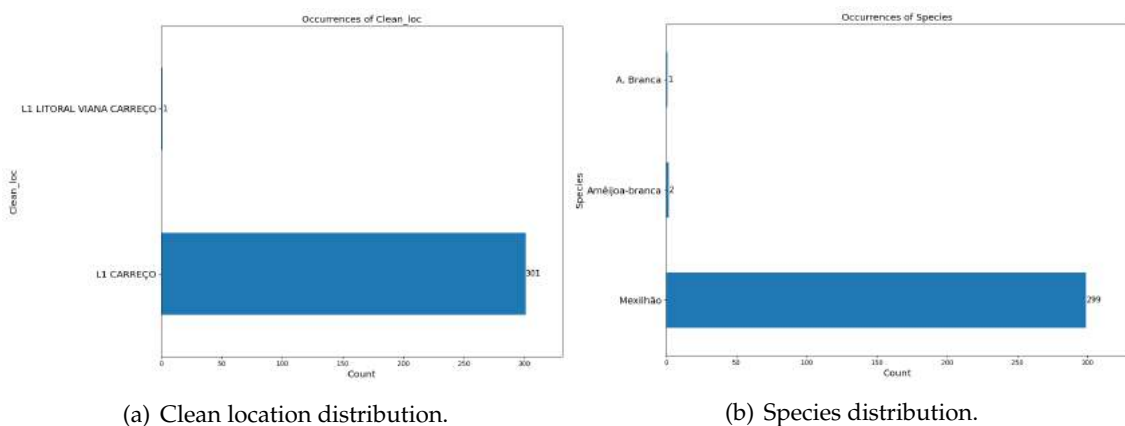 Occurrences of Clean_loc
Clean_loc
L1 LITORAL VIANA CARREÇO
1
L1 CARREÇO
301
0 50 100 150 200 250 300
Count
(a) Clean location distribution.
Occurrences of Species
Species
A. Branca
1
Amêijoa-branca
2
Mexilhão
299
0 50 100 150 200 250 300
Count
(b) Species distribution.